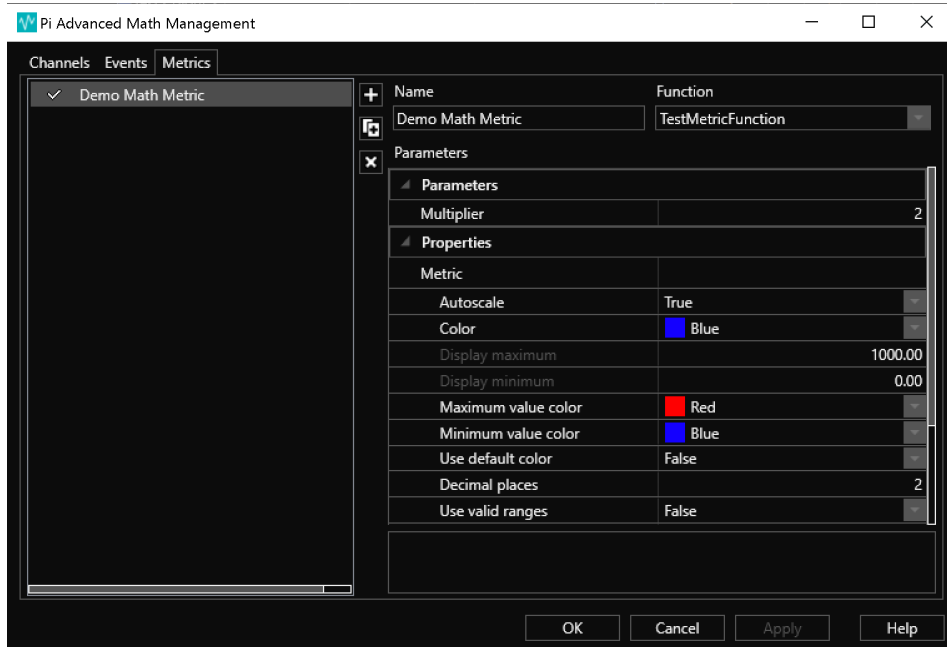 Pi Advanced Math Management
Channels Events Metrics
Demo Math Metric
Name Function
Demo Math Metric TestMetricFunction
Parameters
Parameters
Multiplier 2
Properties
Metric
Autoscale True
Color Blue
Display maximum 1000.00
Display minimum 0.00
Maximum value color Red
Minimum value color Blue
Use default color False
Decimal places 2
Use valid ranges False
OK Cancel Apply Help